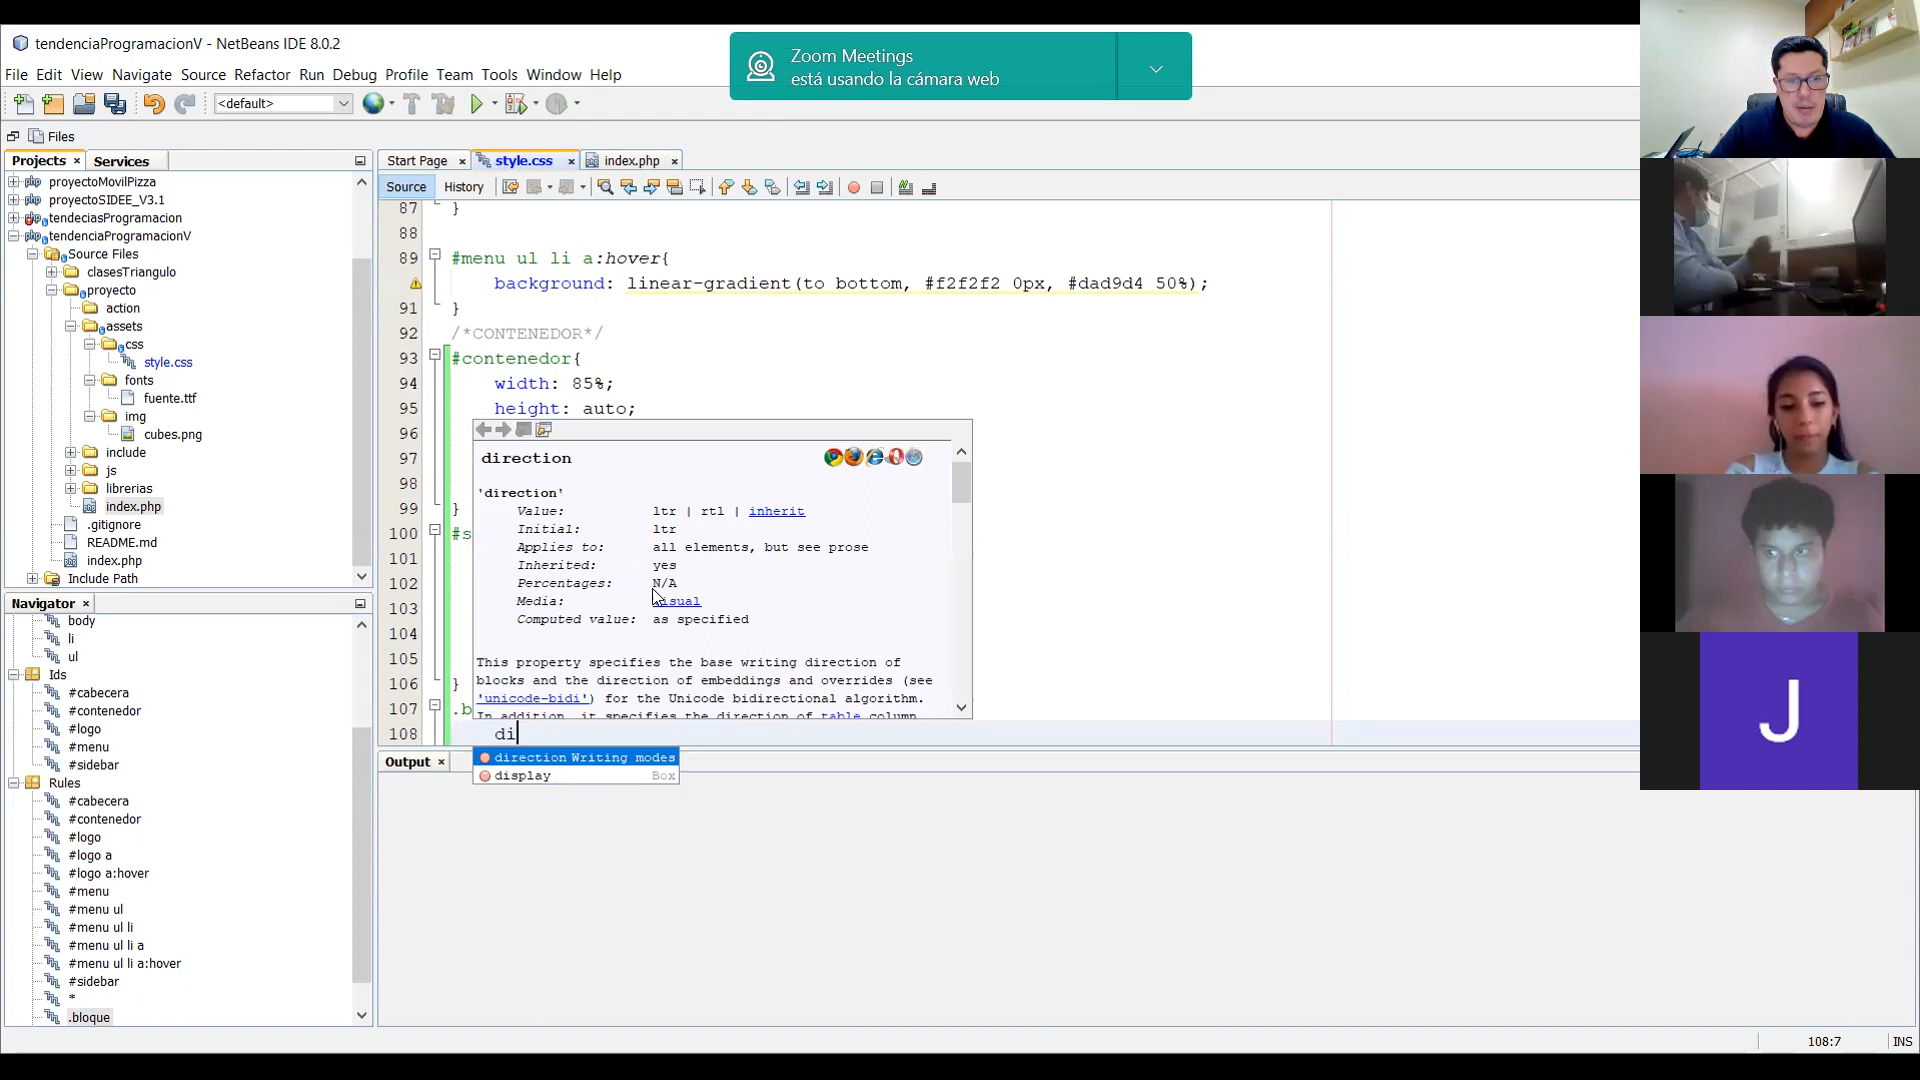 tendenciaProgramacionV - NetBeans IDE 8.0.2
Zoom Meetings
está usando la cámara web
File Edit View Navigate Source Refactor Run Debug Profile Team Tools Window Help
<default>
Files
Projects × Services
proyectoMovilPizza
proyectoSIDEE_V3.1
tendeciasProgramacion
tendenciaProgramacionV
Source Files
clasesTriangulo
proyecto
action
assets
css
style.css
fonts
fuente.ttf
img
cubes.png
include
js
librerias
index.php
.gitignore
README.md
index.php
Include Path
Navigator ×
body
li
ul
Ids
#cabecera
#contenedor
#logo
#menu
#sidebar
Rules
#cabecera
#contenedor
#logo
#logo a
#logo a:hover
#menu
#menu ul
#menu ul li
#menu ul li a
#menu ul li a:hover
#sidebar
*
.bloque
Start Page × style.css × index.php ×
Source History
87 }
88
89 #menu ul li a:hover{
background: linear-gradient(to bottom, #f2f2f2 0px, #dad9d4 50%);
91 }
92 /*CONTENEDOR*/
93 #contenedor{
94 width: 85%;
95 height: auto;
96
97
98
99 }
100 #s
101
102
103
104
105
106 }
107 .b
108 di
direction
'direction'
Value: ltr | rtl | inherit
Initial: ltr
Applies to: all elements, but see prose
Inherited: yes
Percentages: N/A
Media: visual
Computed value: as specified
This property specifies the base writing direction of
blocks and the direction of embeddings and overrides (see
'unicode-bidi') for the Unicode bidirectional algorithm.
In addition, it specifies the direction of table column
direction Writing modes
display Box
Output ×
J
108:7 INS